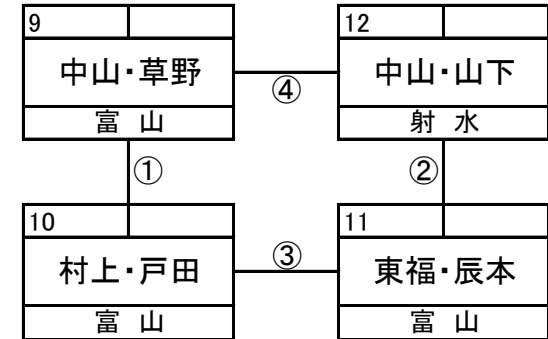 9
中山・草野
富 山
④
12
中山・山下
射 水
①
②
10
村上・戸田
富 山
③
11
東福・辰本
富 山